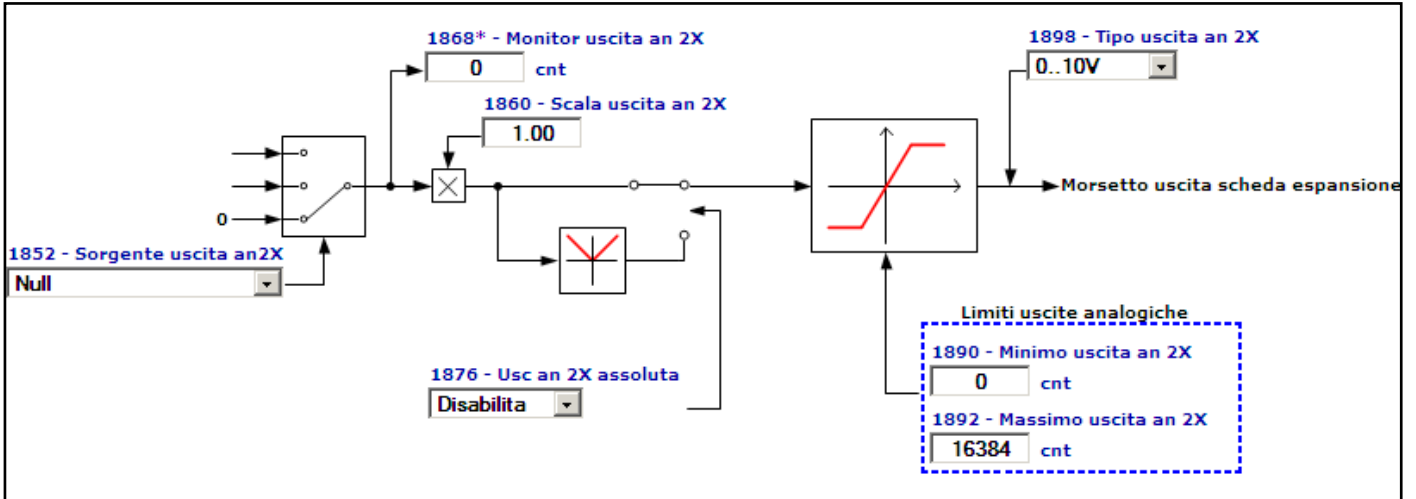 1868* - Monitor uscita an 2X
0 cnt
1898 - Tipo uscita an 2X
0..10V
1860 - Scala uscita an 2X
1.00
Morsetto uscita scheda espansione
0
1852 - Sorgente uscita an2X
Null
Limiti uscite analogiche
1890 - Minimo uscita an 2X
0 cnt
1876 - Usc an 2X assoluta
Disabilita
1892 - Massimo uscita an 2X
16384 cnt